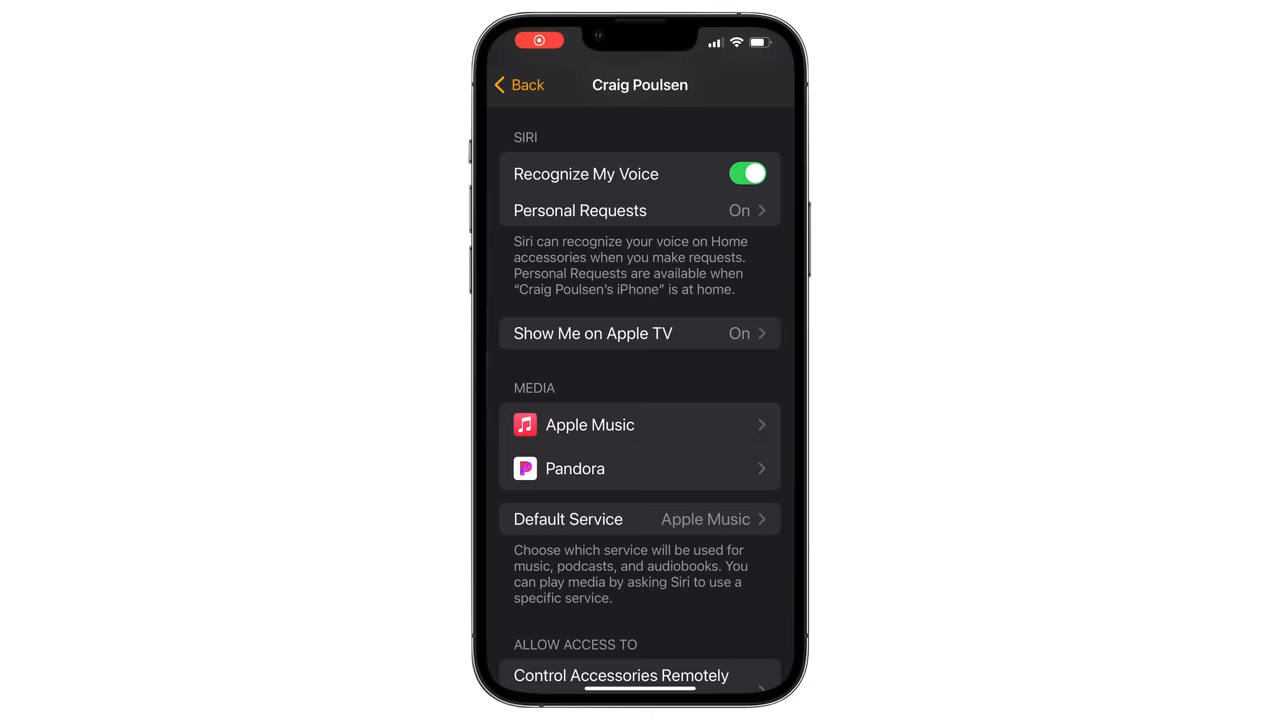 Back
Craig Poulsen
SIRI
Recognize My Voice
Personal Requests On
Siri can recognize your voice on Home
accessories when you make requests.
Personal Requests are available when
“Craig Poulsen’s iPhone” is at home.
Show Me on Apple TV On
MEDIA
Apple Music
Pandora
Default Service Apple Music
Choose which service will be used for
music, podcasts, and audiobooks. You
can play media by asking Siri to use a
specific service.
ALLOW ACCESS TO
Control Accessories Remotely